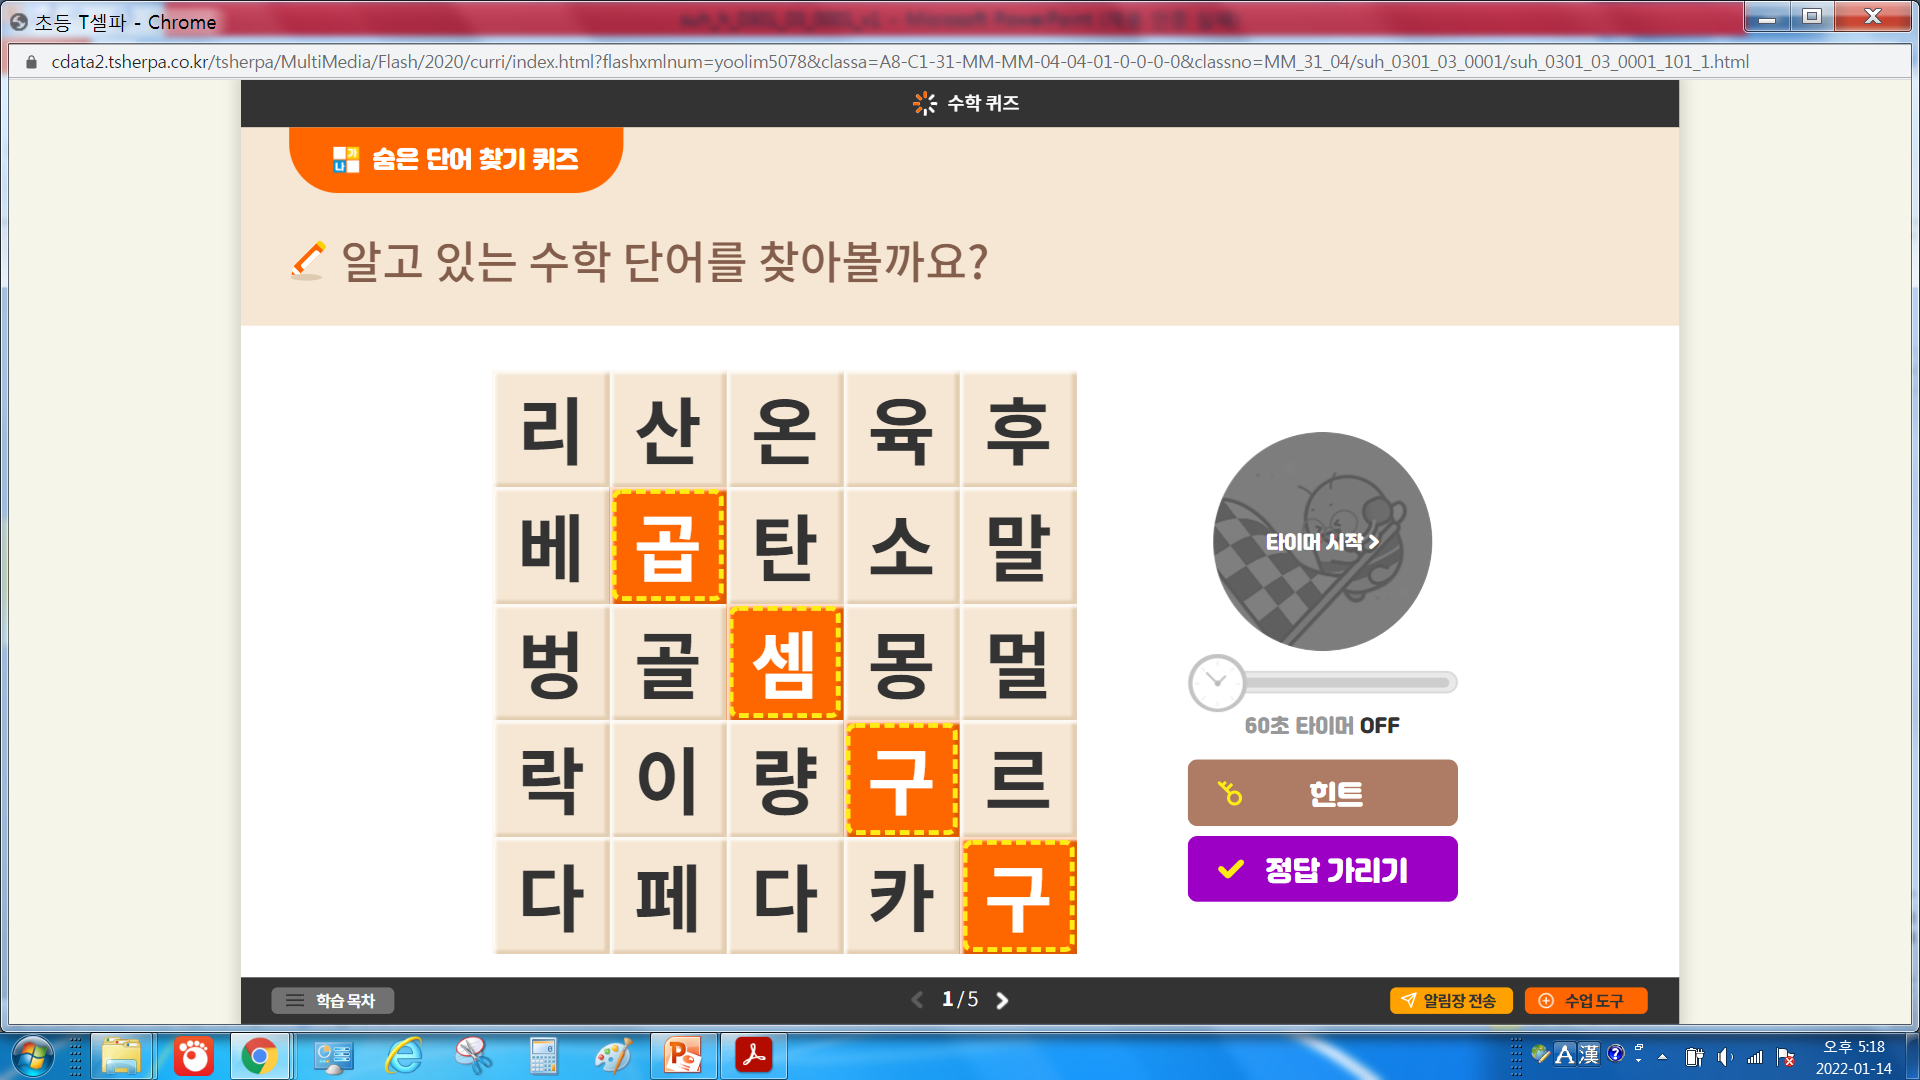 초등 T셀파 - Chrome
cdata2.tsherpa.co.kr/tsherpa/MultiMedia/Flash/2020/curri/index.html?flashxmlnum=yoolim5078&classa=A8-C1-31-MM-MM-04-04-01-0-0-0-0&classno=MM_31_04/suh_0301_03_0001/suh_0301_03_0001_101_1.html
수학 퀴즈
가
나
숨은 단어 찾기 퀴즈
알고 있는 수학 단어를 찾아볼까요?
리 산 온 육 후
베 곱 탄 소 말
벙 골 셈 몽 멀
락 이 량 구 르
다 페 다 카 구
타이머 시작 >
60초 타이머 OFF
힌트
정답 가리기
학습 목차
1 / 5
알림장 전송
수업 도구
A 漢
오후 5:18
2022-01-14